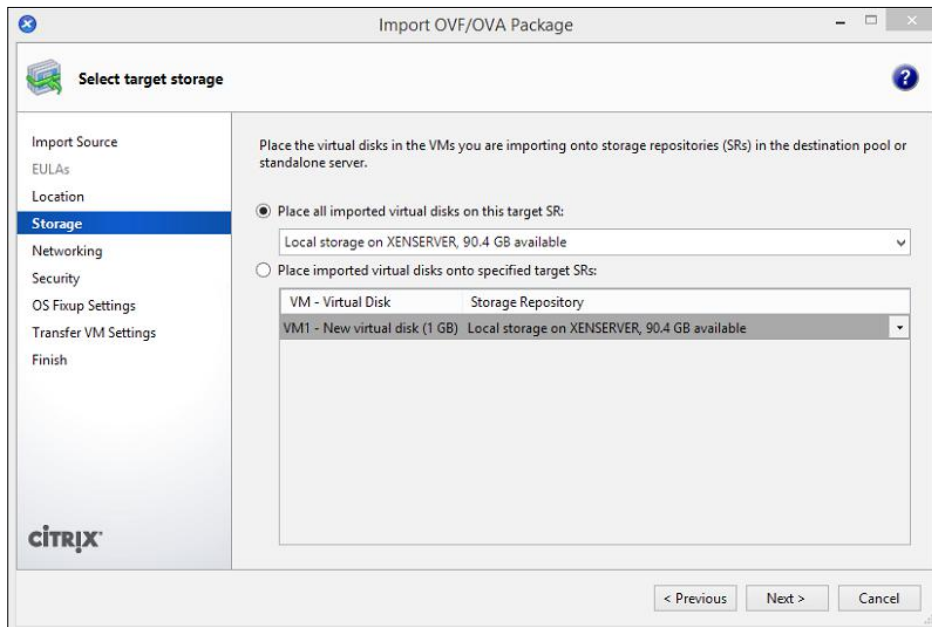 Import OVF/OVA Package
Select target storage
?
Import Source
EULAs
Location
Storage
Networking
Security
OS Fixup Settings
Transfer VM Settings
Finish
CITRIX
Place the virtual disks in the VMs you are importing onto storage repositories (SRs) in the destination pool or
standalone server.
Place all imported virtual disks on this target SR:
Local storage on XENSERVER, 90.4 GB available
Place imported virtual disks onto specified target SRs:
VM - Virtual Disk Storage Repository
VM1 - New virtual disk (1 GB) Local storage on XENSERVER, 90.4 GB available
< Previous Next > Cancel